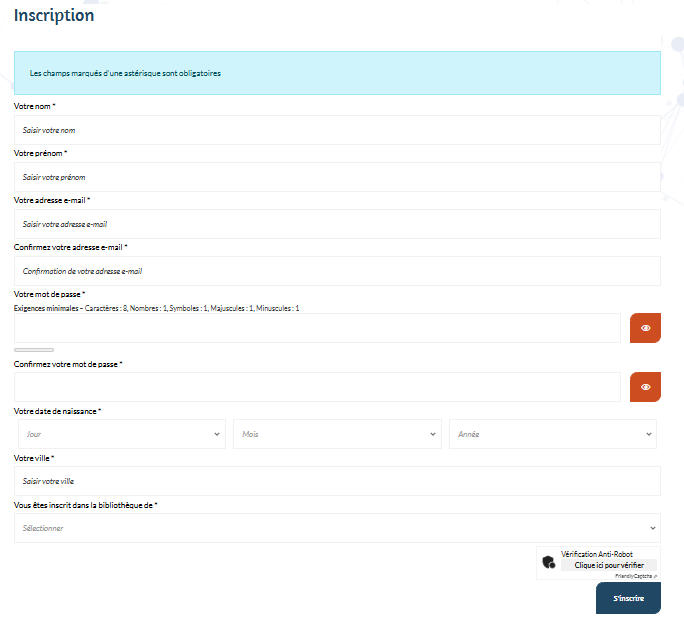 Inscription
Les champs marqués d'une astérisque sont obligatoires
Votre nom *
Saisir votre nom
Votre prénom *
Saisir votre prénom
Votre adresse e-mail *
Saisir votre adresse e-mail
Confirmez votre adresse e-mail *
Confirmation de votre adresse e-mail
Votre mot de passe *
Exigences minimales – Caractères : 8, Nombres : 1, Symboles : 1, Majuscules : 1, Minuscules : 1
Confirmez votre mot de passe *
Votre date de naissance *
Jour Mois Année
Votre ville *
Saisir votre ville
Vous êtes inscrit dans la bibliothèque de *
Sélectionner
Vérification Anti-Robot
Clique ici pour vérifier
FriendlyCaptcha ⇗
S'inscrire